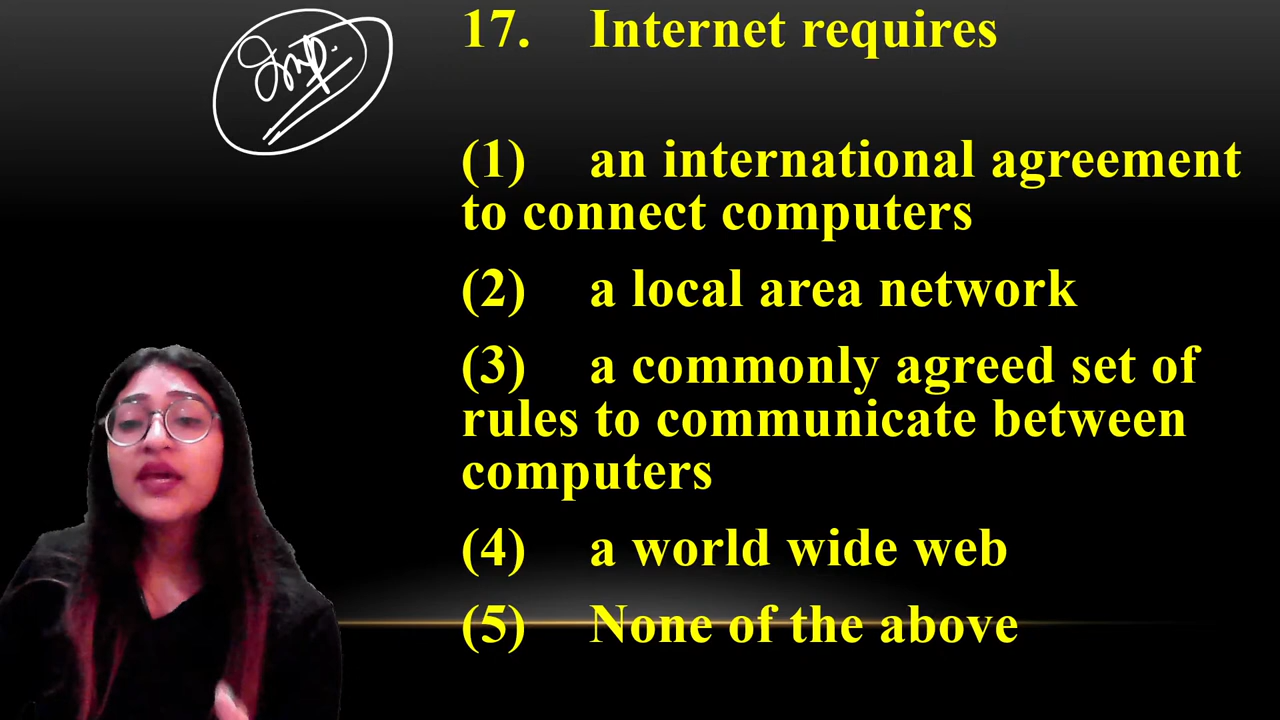 Imp.
17. Internet requires
(1) an international agreement
to connect computers
(2) a local area network
(3) a commonly agreed set of
rules to communicate between
computers
(4) a world wide web
(5) None of the above